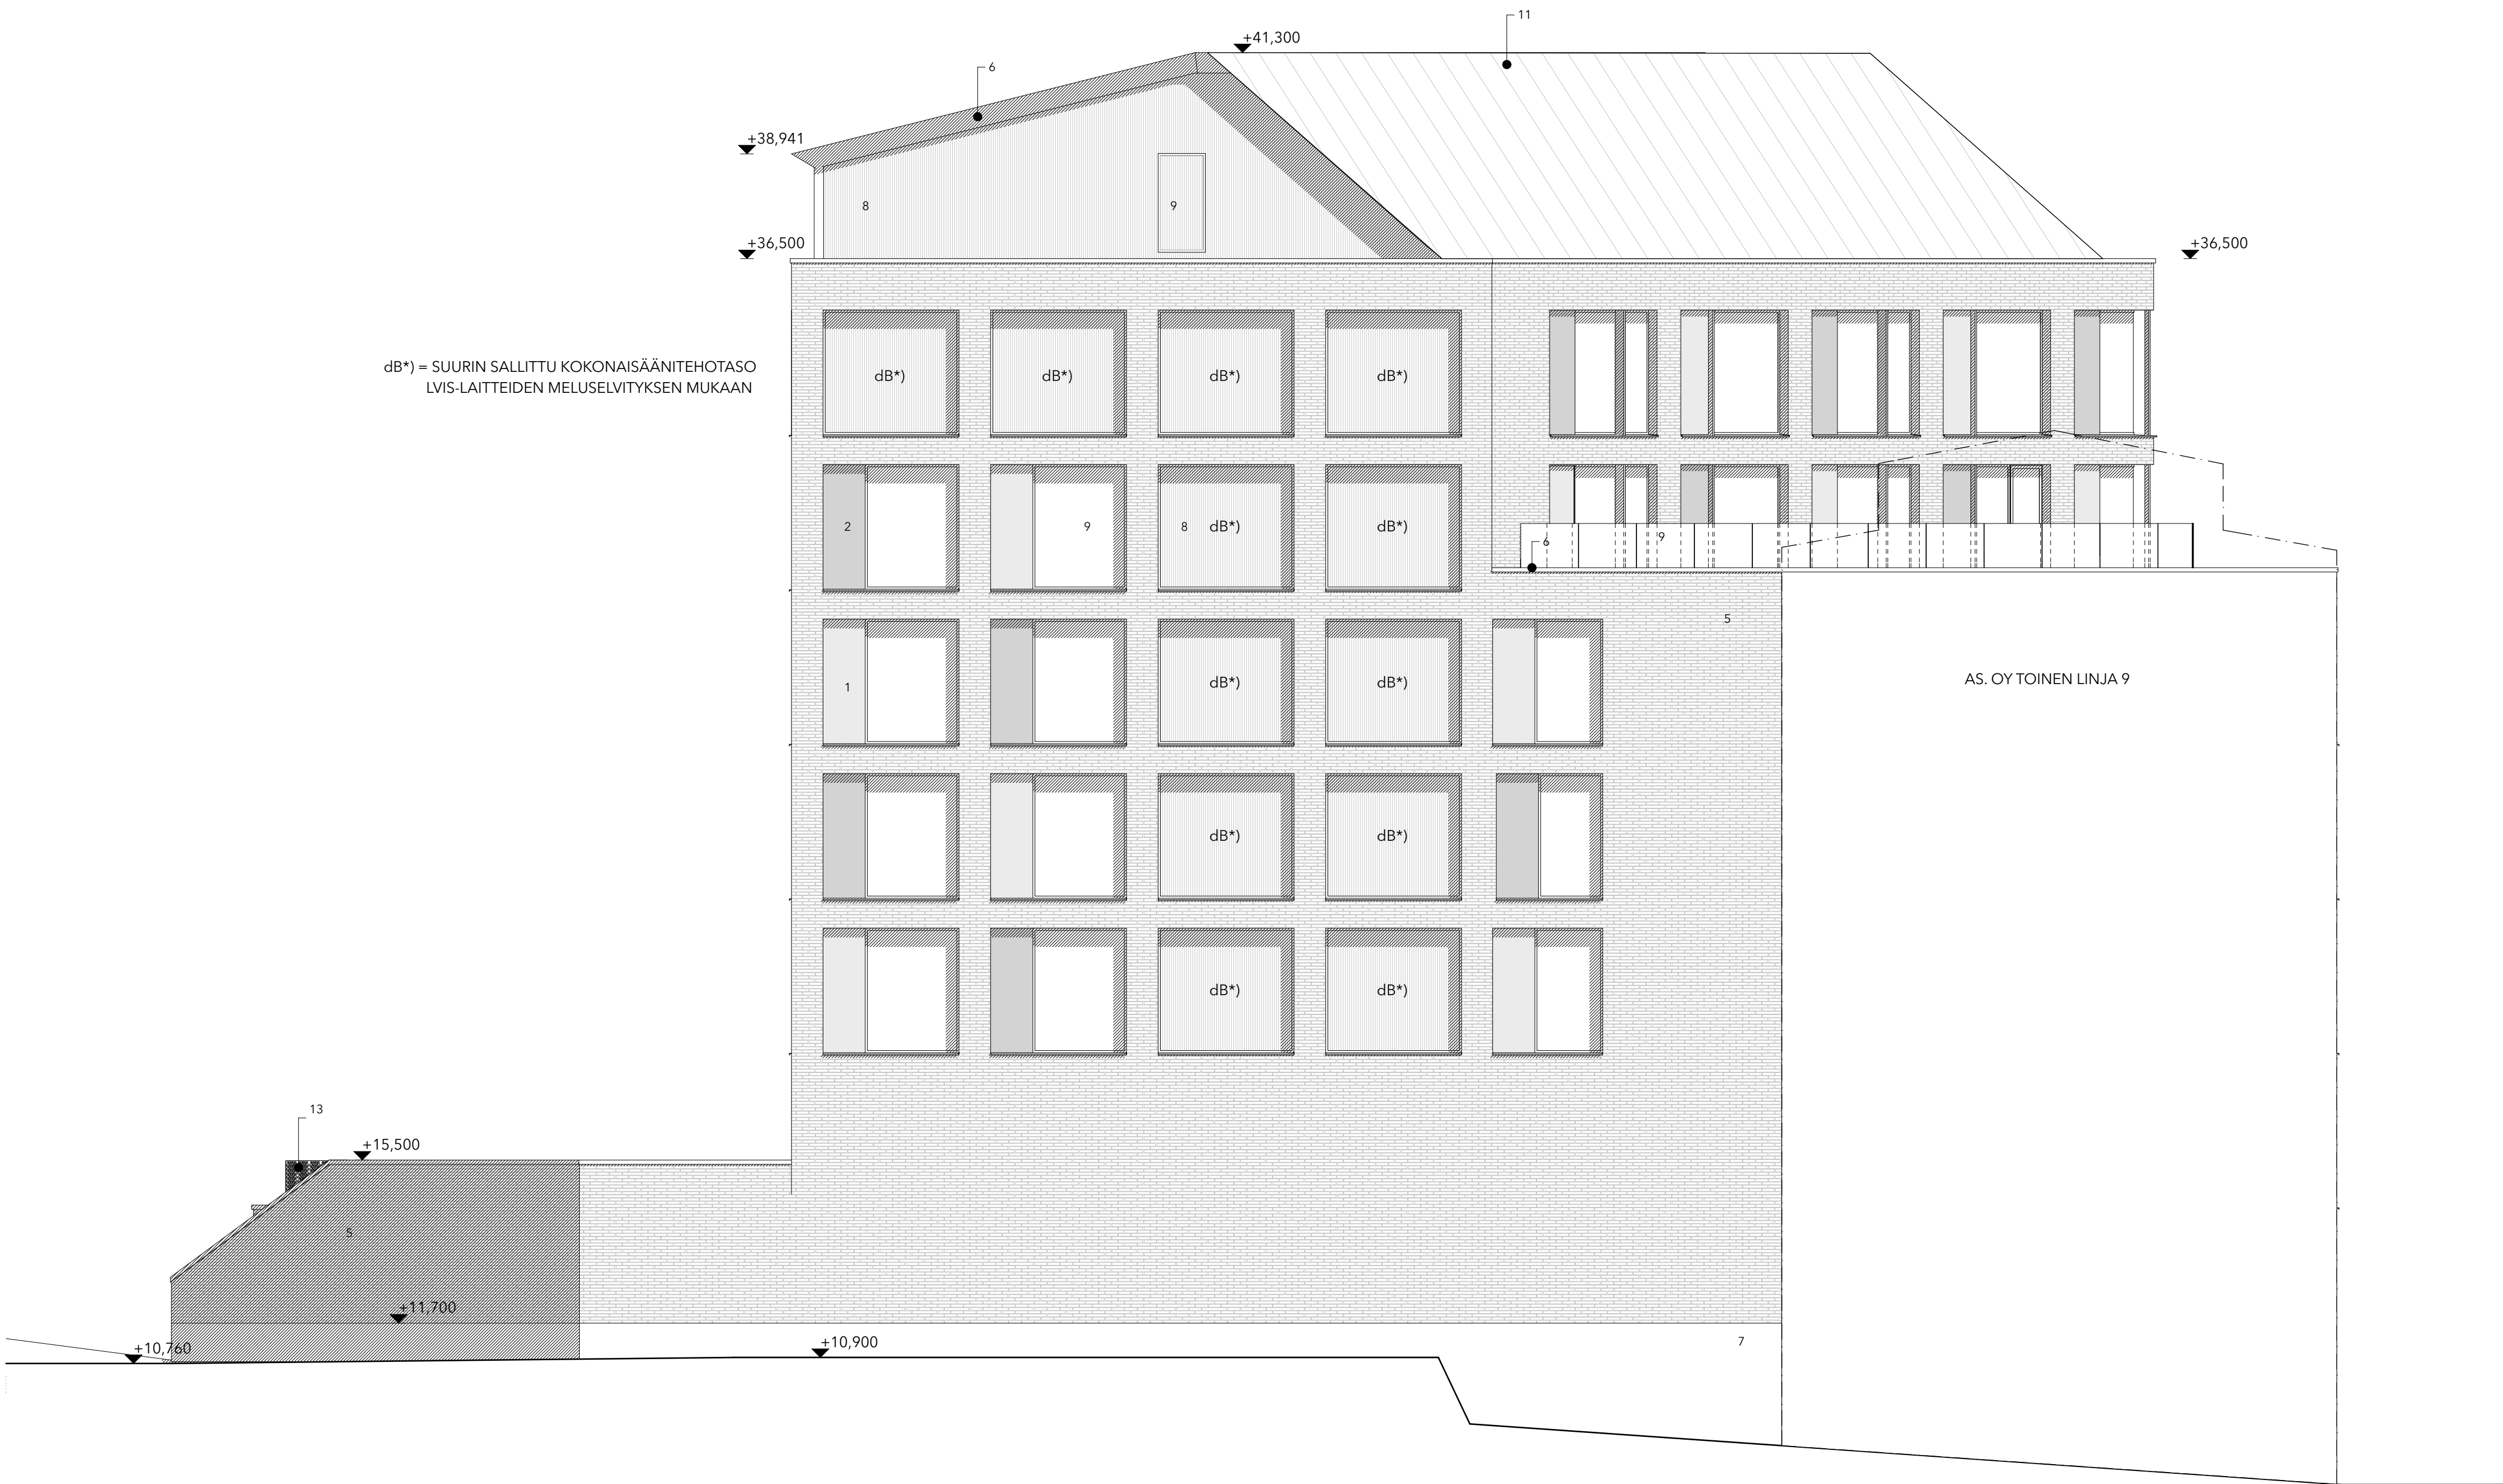 11
+41,300
6
+38,941
8
9
+36,500
+36,500
dB*) = SUURIN SALLITTU KOKONAISÄÄNITEHOTASO
LVIS-LAITTEIDEN MELUSELVITYKSEN MUKAAN
dB*)
dB*)
dB*)
dB*)
2
9
8
dB*)
dB*)
6
9
5
1
dB*)
dB*)
AS. OY TOINEN LINJA 9
dB*)
dB*)
dB*)
dB*)
13
+15,500
5
+11,700
+10,760
+10,900
7